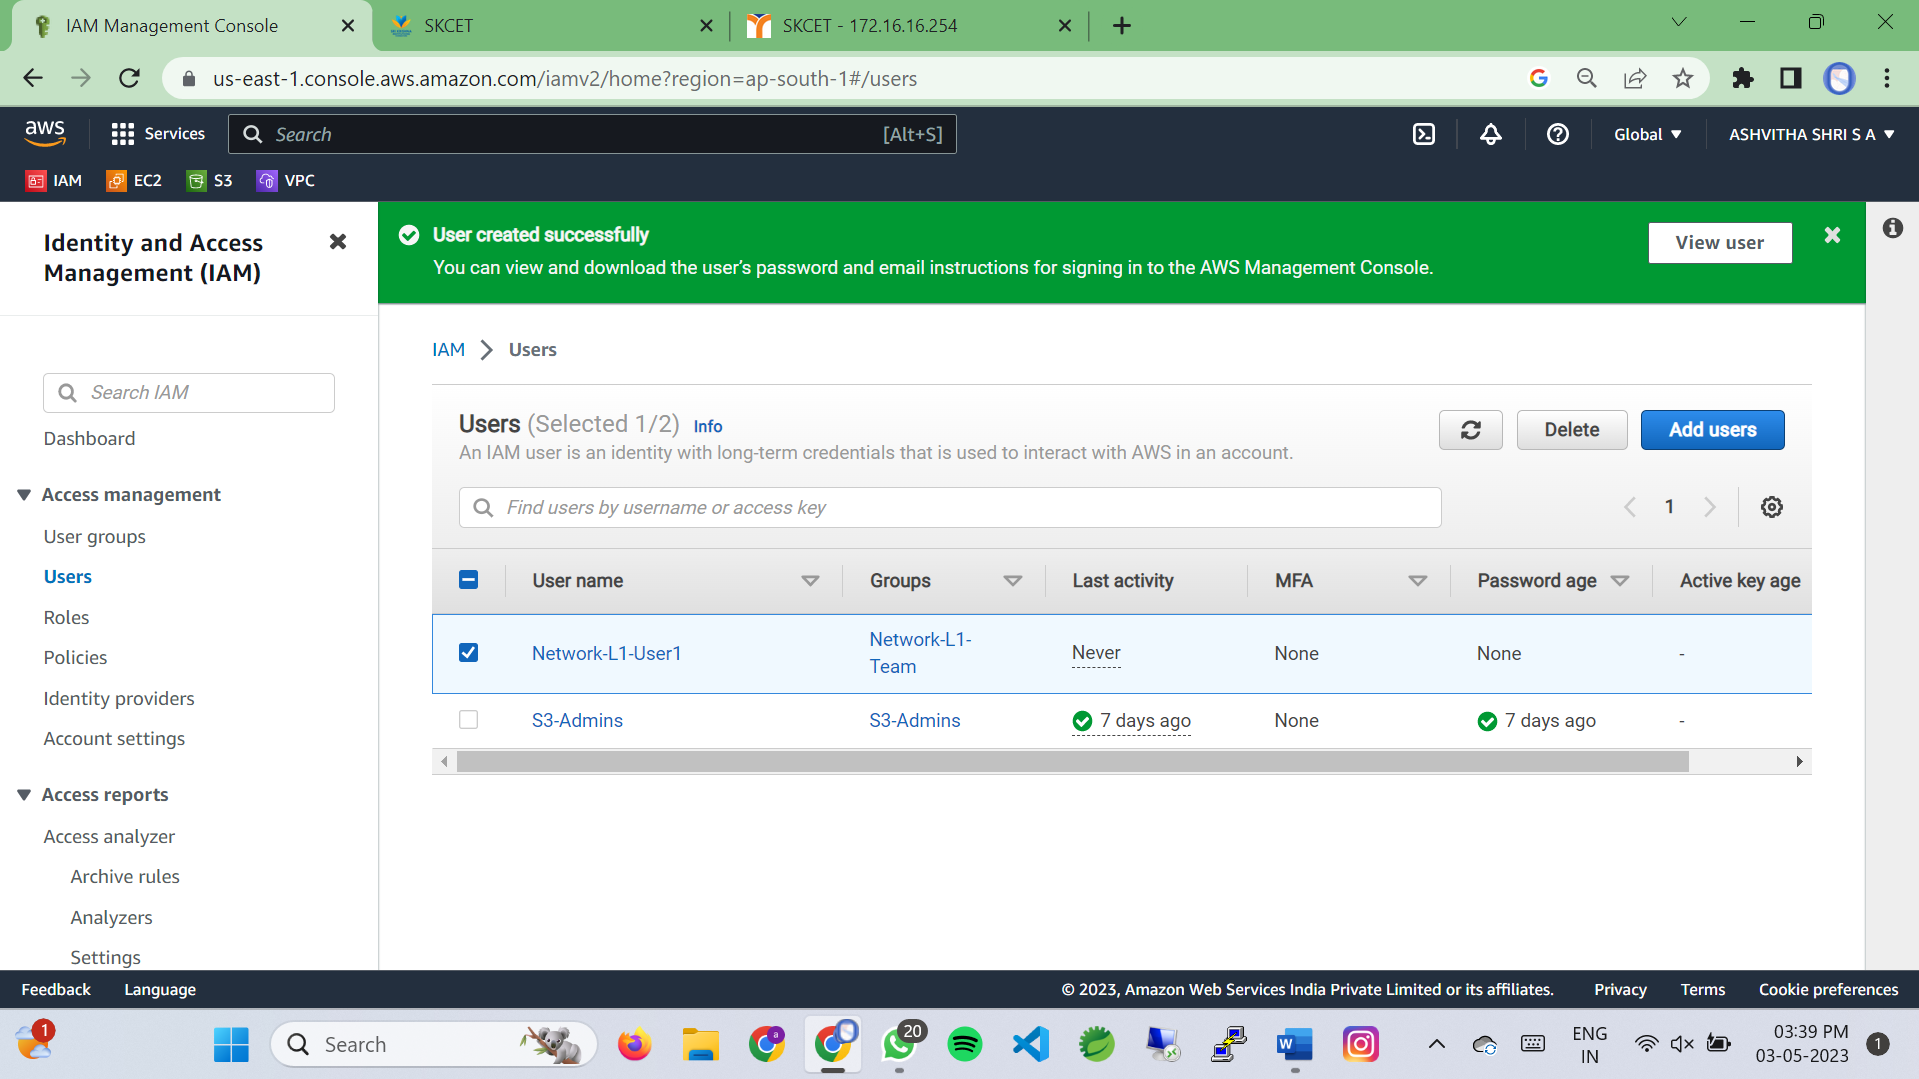 IAM Management Console
SKCET
SKCET - 172.16.16.254
us-east-1.console.aws.amazon.com/iamv2/home?region=ap-south-1#/users
aws
Services
Search
[Alt+S]
Global
ASHVITHA SHRI S A
IAM
EC2
S3
VPC
Identity and Access
Management (IAM)
Search IAM
Dashboard
Access management
User groups
Users
Roles
Policies
Identity providers
Account settings
Access reports
Access analyzer
Archive rules
Analyzers
Settings
User created successfully
You can view and download the user's password and email instructions for signing in to the AWS Management Console.
View user
IAM > Users
Users (Selected 1/2) Info
An IAM user is an identity with long-term credentials that is used to interact with AWS in an account.
Delete
Add users
Find users by username or access key
1
User name Groups Last activity MFA Password age Active key age
Network-L1-User1 Network-L1- Never None None -
Team
S3-Admins S3-Admins 7 days ago None 7 days ago -
Feedback Language
© 2023, Amazon Web Services India Private Limited or its affiliates. Privacy Terms Cookie preferences
1
Search
a
20
W
ENG
IN
03:39 PM
03-05-2023
1